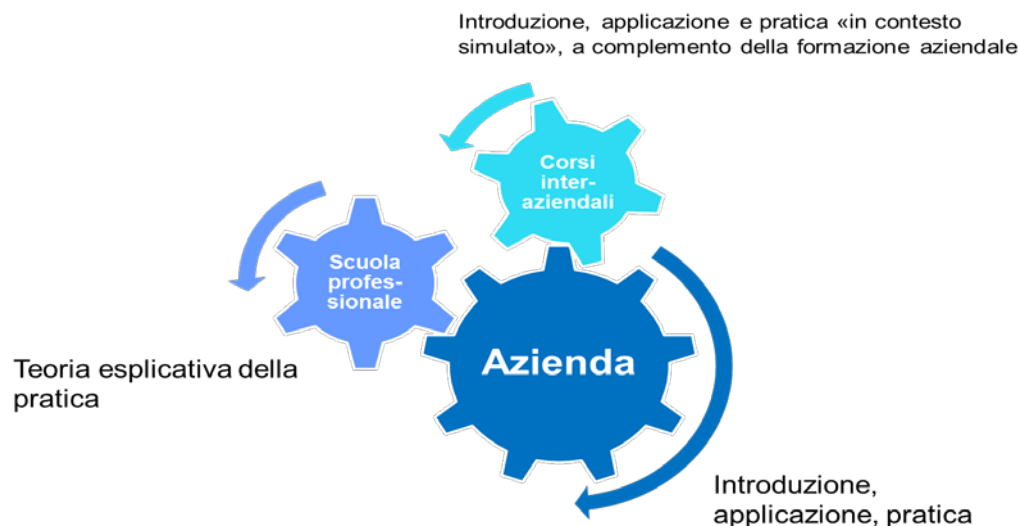 Introduzione, applicazione e pratica «in contesto
simulato», a complemento della formazione aziendale
Corsi
inter-
aziendali
Scuola
profes-
sionale
Azienda
Teoria esplicativa della
pratica
Introduzione,
applicazione, pratica